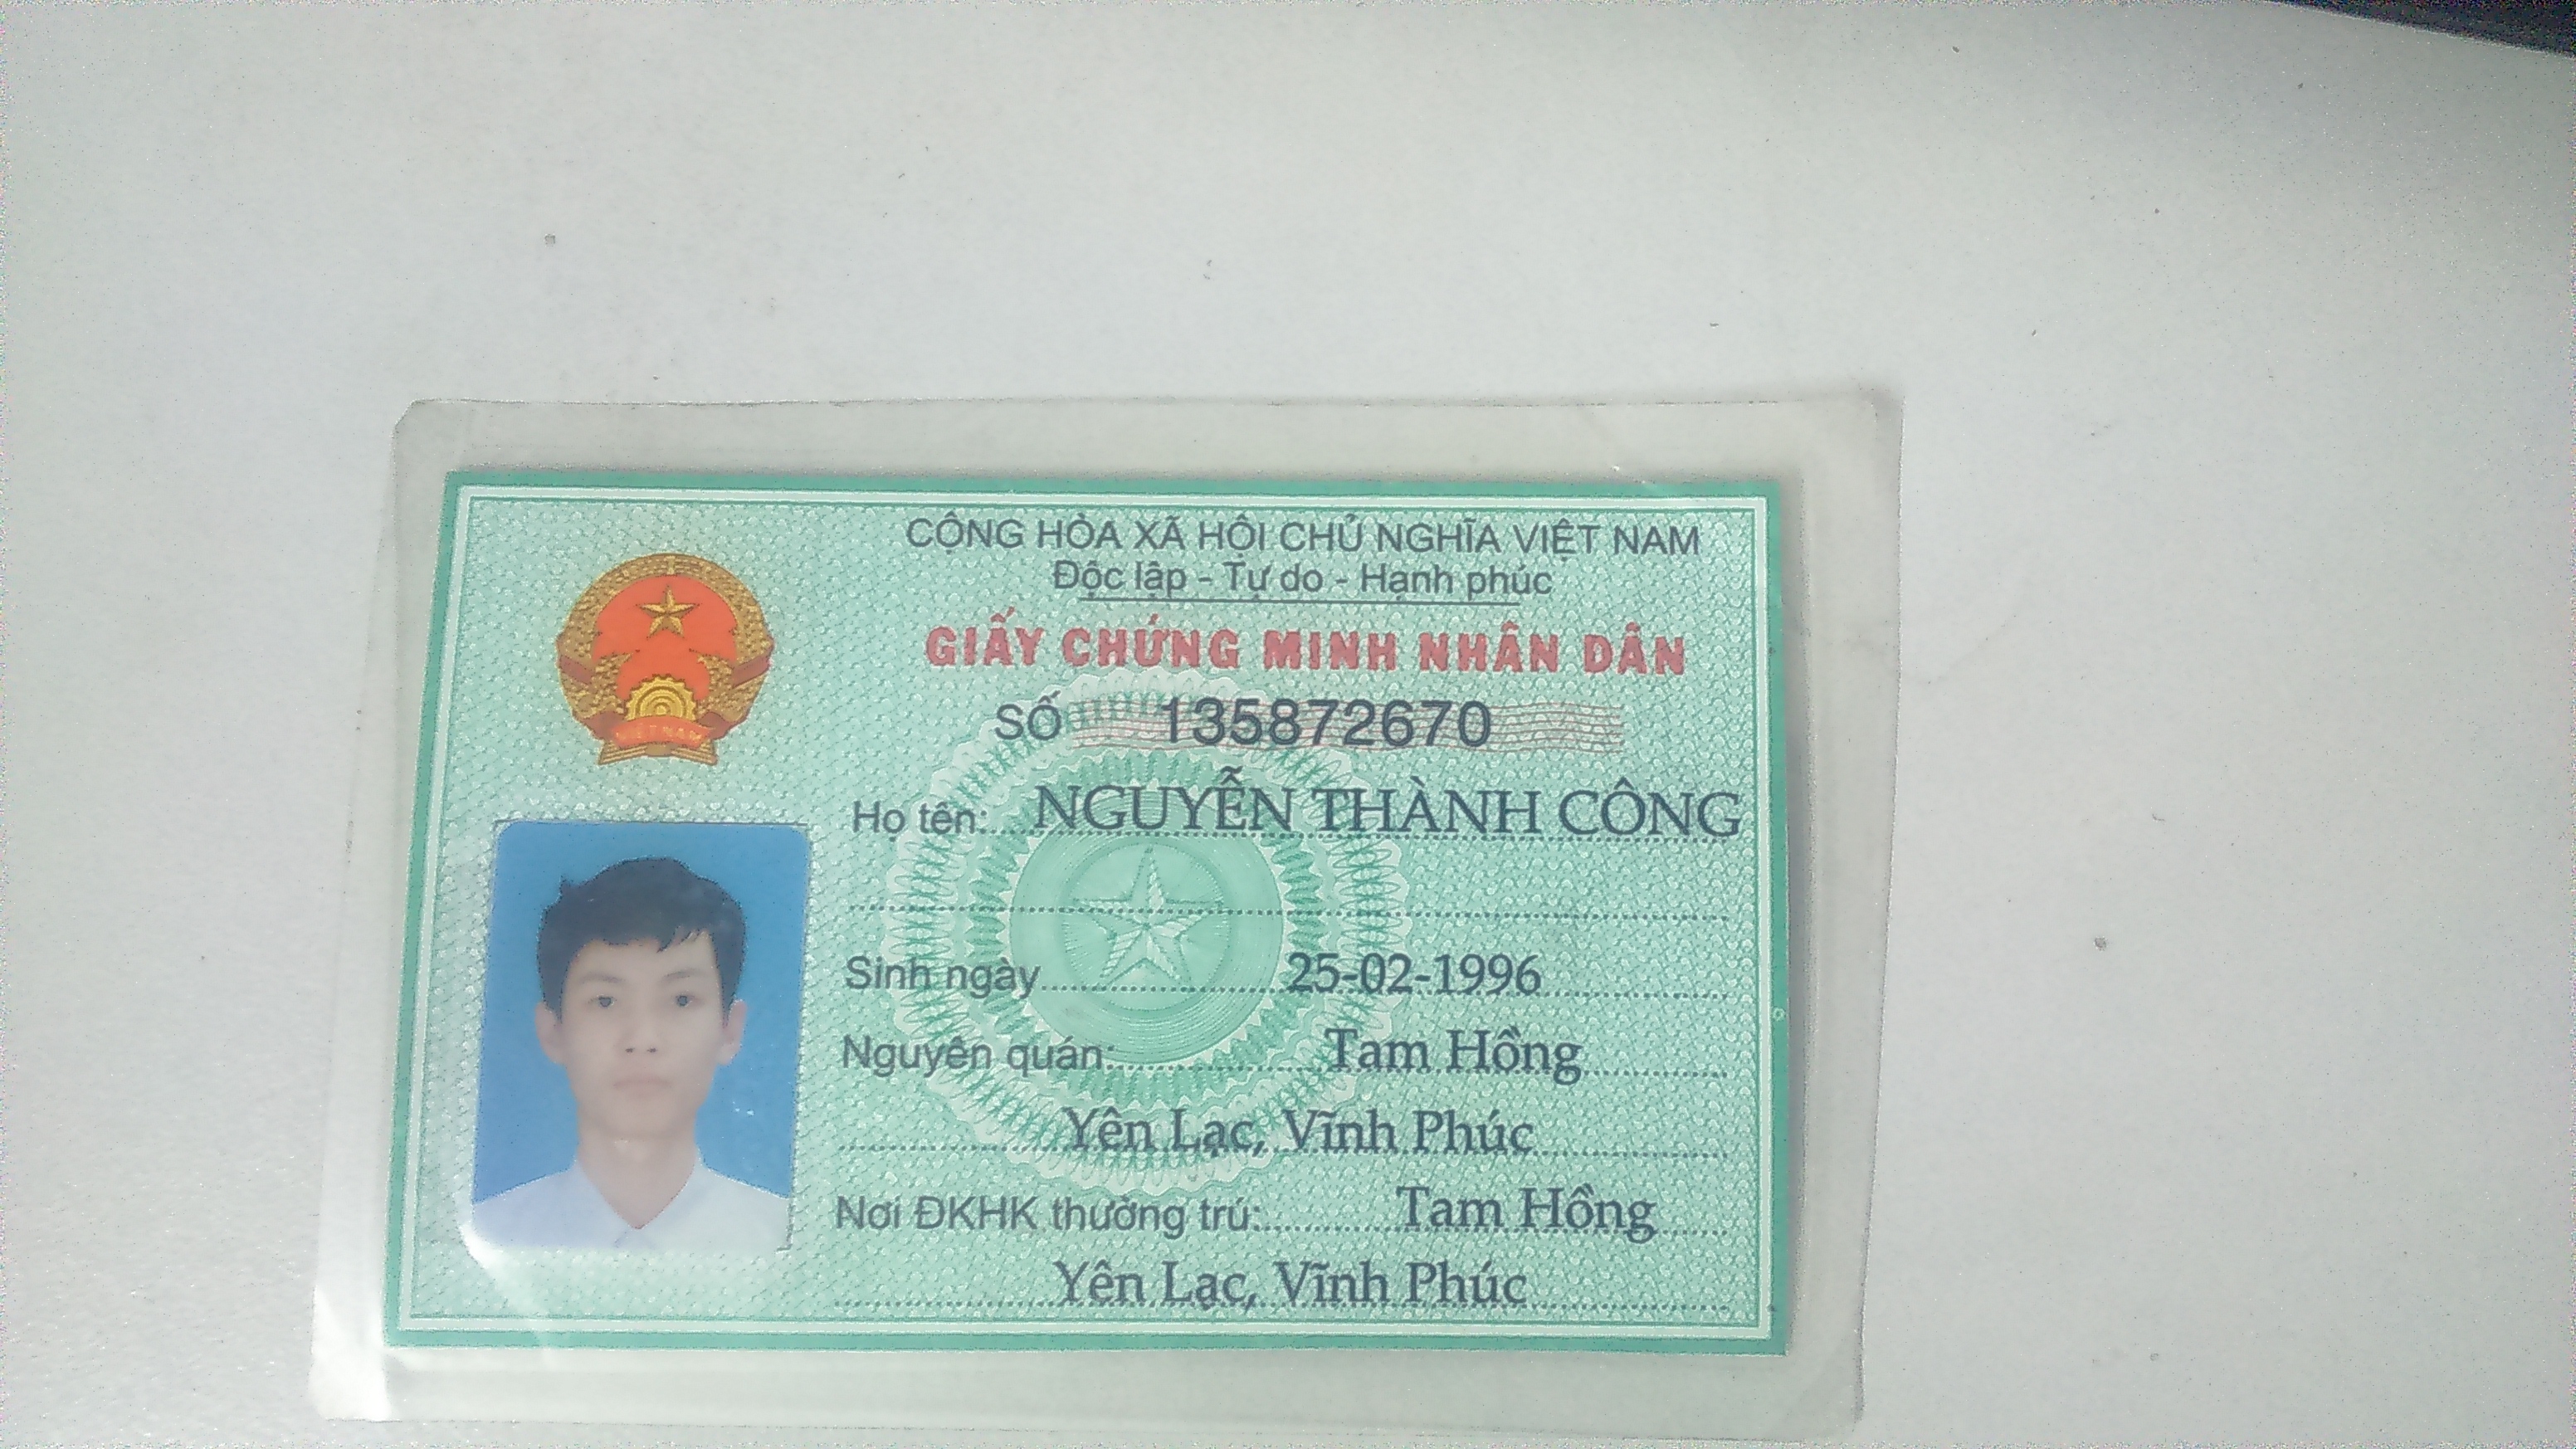 CỘNG HÒA XÃ HỘI CHỦ NGHĨA VIỆT NAM
Độc lập - Tự do - Hạnh phúc
GIẤY CHỨNG MINH NHÂN DÂN
SỐ 135872670
Họ tên: NGUYỄN THÀNH CÔNG
Sinh ngày 25-02-1996
Nguyên quán: Tam Hồng
Yên Lạc, Vĩnh Phúc
Nơi ĐKHK thường trú: Tam Hồng
Yên Lạc, Vĩnh Phúc